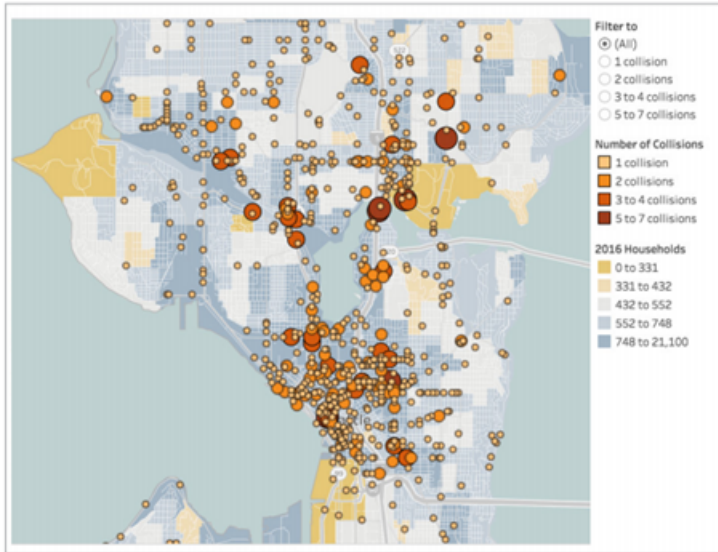 Filter to
(All)
1 collision
2 collisions
3 to 4 collisions
5 to 7 collisions
Number of Collisions
1 collision
2 collisions
3 to 4 collisions
5 to 7 collisions
2016 Households
0 to 331
331 to 432
432 to 552
552 to 748
748 to 21,100
522